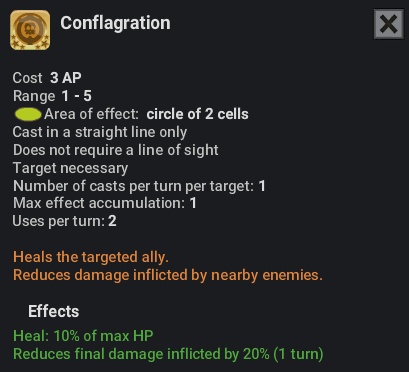 Conflagration
Cost 3 AP
Range 1 - 5
Area of effect: circle of 2 cells
Cast in a straight line only
Does not require a line of sight
Target necessary
Number of casts per turn per target: 1
Max effect accumulation: 1
Uses per turn: 2
Heals the targeted ally.
Reduces damage inflicted by nearby enemies.
Effects
Heal: 10% of max HP
Reduces final damage inflicted by 20% (1 turn)